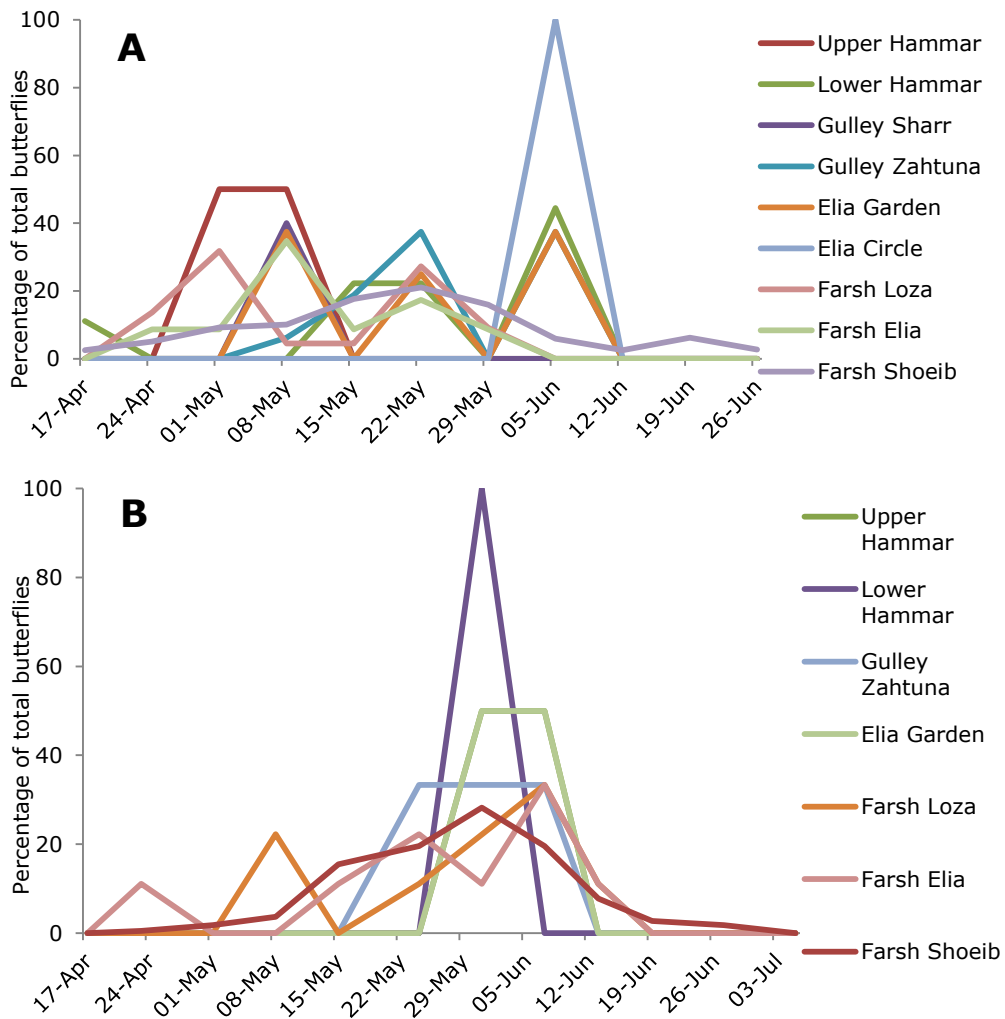 A
Percentage of total butterflies
100
80
60
40
20
0
17-Apr
24-Apr
01-May
08-May
15-May
22-May
29-May
05-Jun
12-Jun
19-Jun
26-Jun
Upper Hammar
Lower Hammar
Gulley Sharr
Gulley Zahtuna
Elia Garden
Elia Circle
Farsh Loza
Farsh Elia
Farsh Shoeib
B
Percentage of total butterflies
100
80
60
40
20
0
17-Apr
24-Apr
01-May
08-May
15-May
22-May
29-May
05-Jun
12-Jun
19-Jun
26-Jun
03-Jul
Upper
Hammar
Lower
Hammar
Gulley
Zahtuna
Elia Garden
Farsh Loza
Farsh Elia
Farsh Shoeib